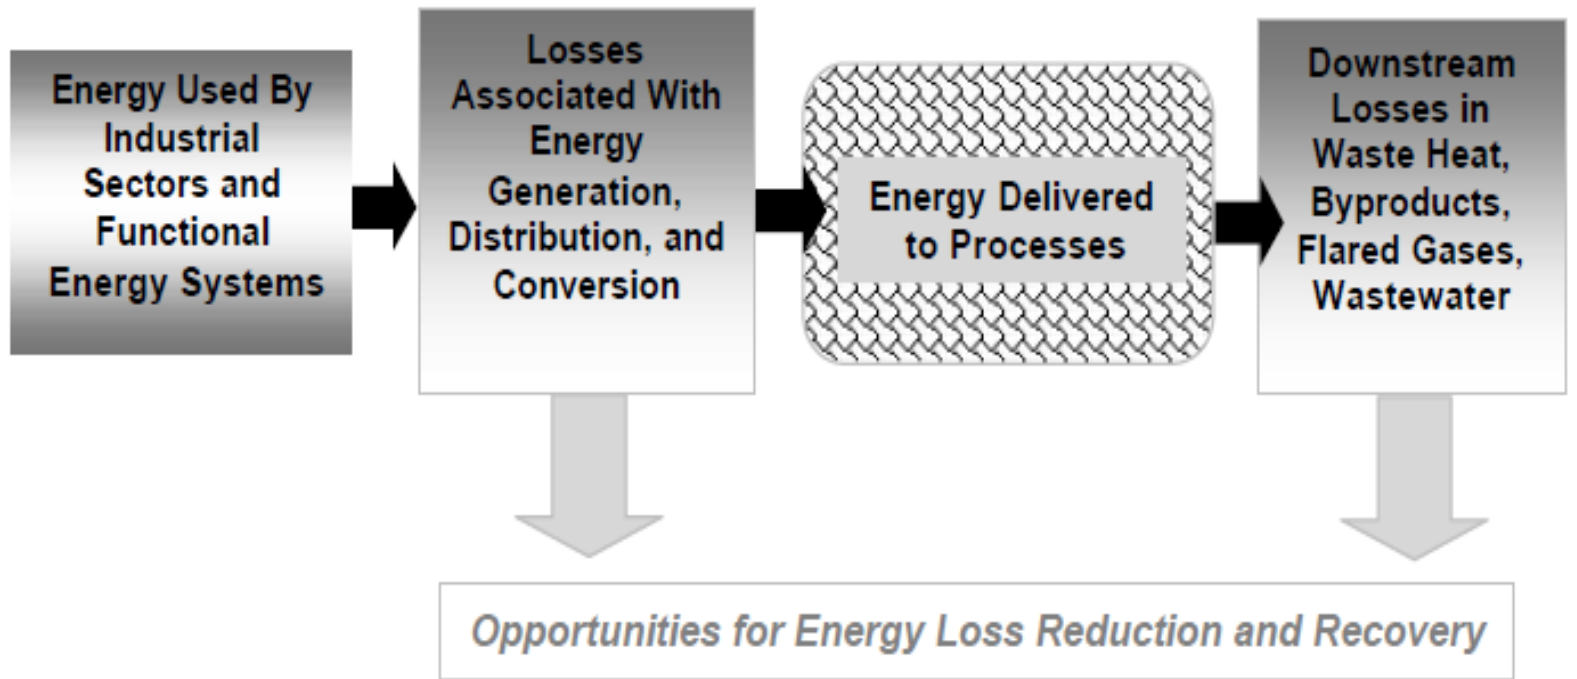 Energy Used By
Industrial
Sectors and
Functional
Energy Systems
Losses
Associated With
Energy
Generation,
Distribution, and
Conversion
Energy Delivered
to Processes
Downstream
Losses in
Waste Heat,
Byproducts,
Flared Gases,
Wastewater
Opportunities for Energy Loss Reduction and Recovery